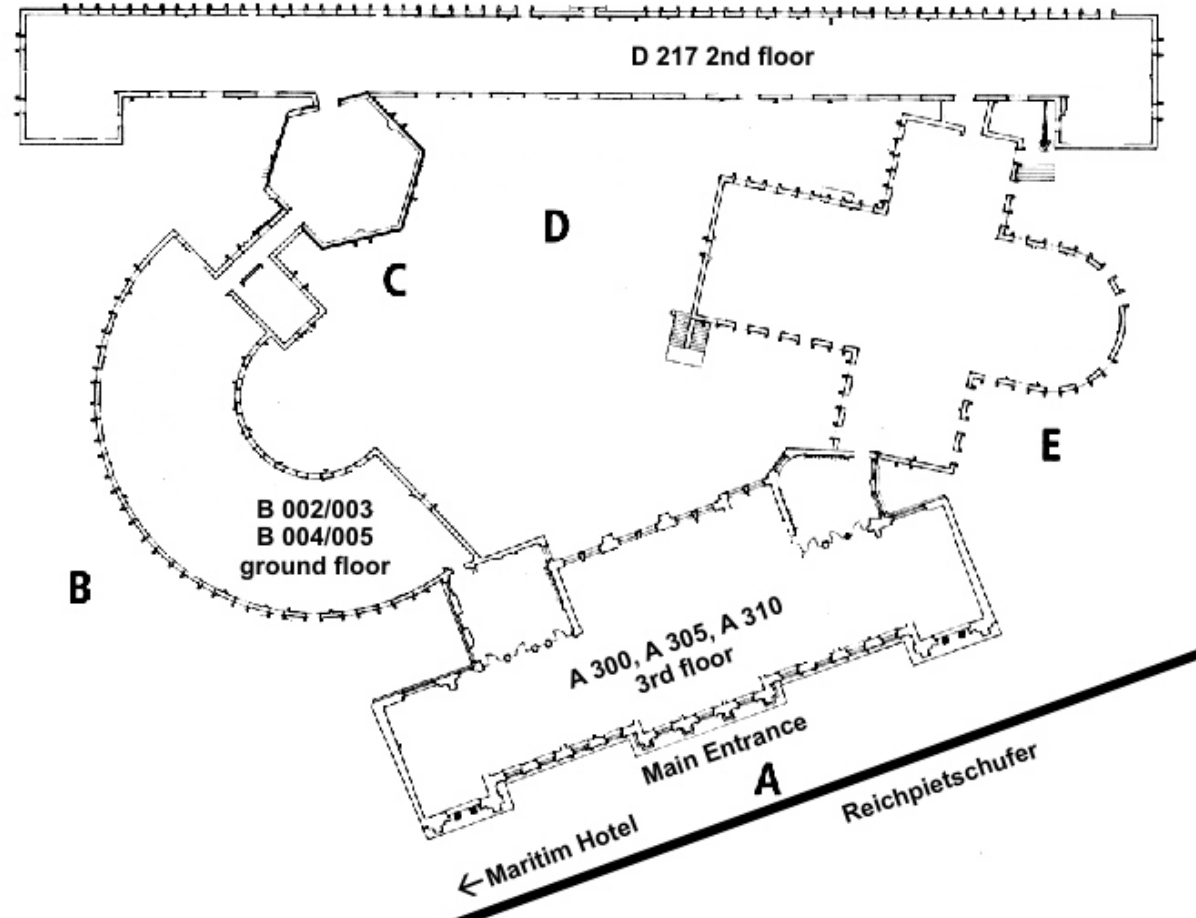 D 217 2nd floor
D
C
E
B 002/003
B 004/005
ground floor
B
A 300, A 305, A 310
3rd floor
Main Entrance
A
Reichpietschufer
←Maritim Hotel